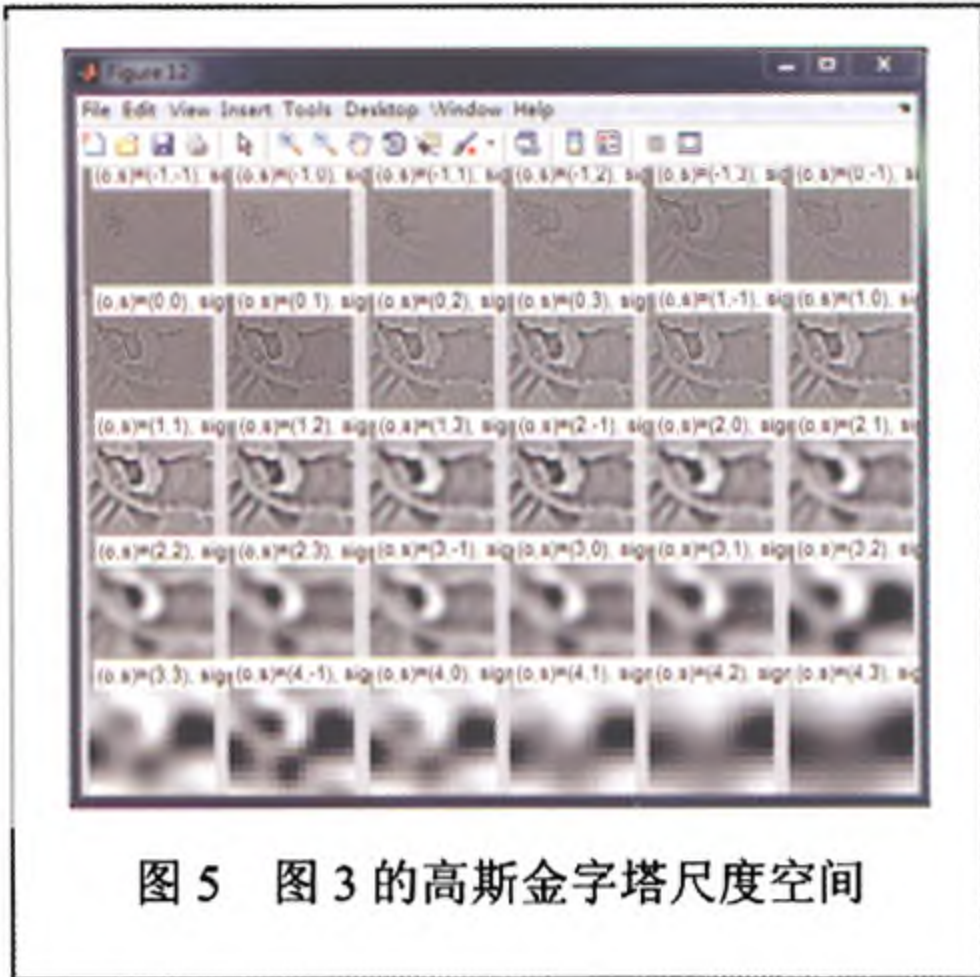 Figure 12
File Edit View Insert Tools Desktop Window Help
(o,s)=(-1,-1), si (o,s)=(-1,0), si (o,s)=(-1,1), si (o,s)=(-1,2), si (o,s)=(-1,3), si (o,s)=(0,-1), si
(o,s)=(0,0), sig (o,s)=(0,1), sig (o,s)=(0,2), sig (o,s)=(0,3), sig (o,s)=(1,-1), si (o,s)=(1,0), si
(o,s)=(1,1), sig (o,s)=(1,2), sig (o,s)=(1,3), sig (o,s)=(2,-1), si (o,s)=(2,0), sig (o,s)=(2,1), si
(o,s)=(2,2), sig (o,s)=(2,3), sig (o,s)=(3,-1), si (o,s)=(3,0), sig (o,s)=(3,1), sig (o,s)=(3,2), si
(o,s)=(3,3), sig (o,s)=(4,-1), si (o,s)=(4,0), sig (o,s)=(4,1), sig (o,s)=(4,2), sig (o,s)=(4,3), si
图 5 图 3 的高斯金字塔尺度空间